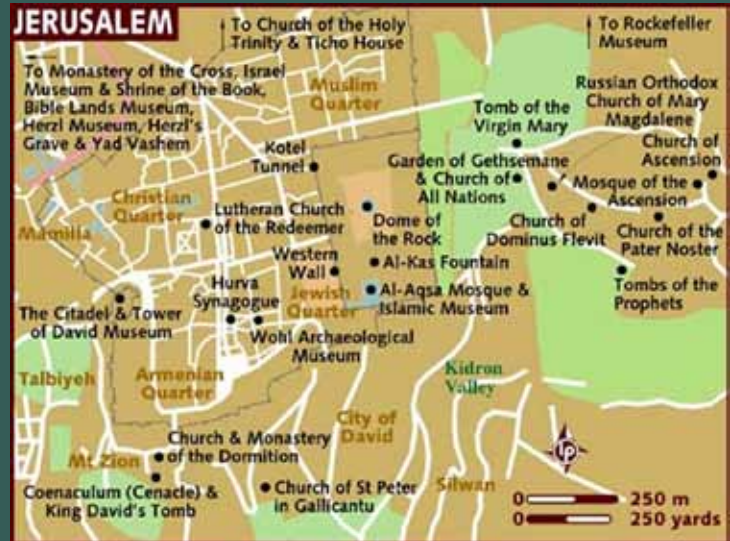 JERUSALEM
To Church of the Holy
Trinity & Ticho House
To Rockefeller
Museum
To Monastery of the Cross, Israel
Museum & Shrine of the Book,
Bible Lands Museum,
Herzl Museum, Herzl's
Grave & Yad Vashem
Muslim
Quarter
Russian Orthodox
Church of Mary
Magdalene
Tomb of the
Virgin Mary
Church of
Ascension
Kotel
Tunnel
Garden of Gethsemane
& Church of
All Nations
Mosque of the
Ascension
Christian
Quarter
Mamilla
Lutheran Church
of the Redeemer
Dome of
the Rock
Church of
Dominus Flevit
Church of the
Pater Noster
Western
Wall
Al-Kas Fountain
Hurva
Synagogue
Jewish
Quarter
Al-Aqsa Mosque &
Islamic Museum
Tombs of the
Prophets
The Citadel & Tower
of David Museum
Wohl Archaeological
Museum
Talbiyeh
Armenian
Quarter
Kidron
Valley
City of
David
Church & Monastery
of the Dormition
Mt Zion
Coenaculum (Cenacle) &
King David's Tomb
Church of St Peter
in Gallicantu
Silwan
lp
0 250 m
0 250 yards